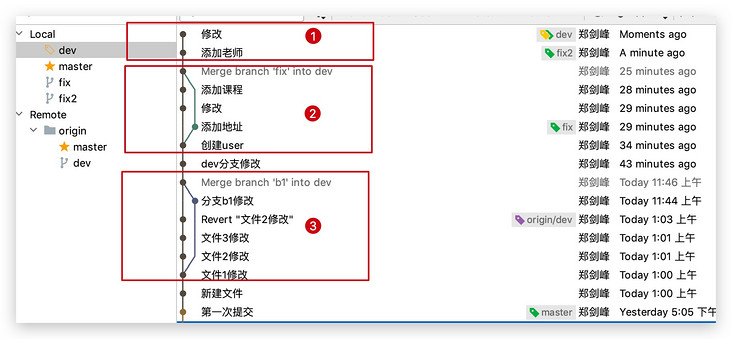 Local
dev
master
fix
fix2
Remote
origin
master
dev
修改 1 dev 郑剑峰 Moments ago
添加老师 fix2 郑剑峰 A minute ago
Merge branch 'fix' into dev 郑剑峰 25 minutes ago
添加课程 郑剑峰 28 minutes ago
修改 2 郑剑峰 29 minutes ago
添加地址 fix 郑剑峰 29 minutes ago
创建user 郑剑峰 34 minutes ago
dev分支修改 郑剑峰 43 minutes ago
Merge branch 'b1' into dev 郑剑峰 Today 11:46 上午
分支b1修改 郑剑峰 Today 11:44 上午
Revert "文件2修改" 3 origin/dev 郑剑峰 Today 1:03 上午
文件3修改 郑剑峰 Today 1:01 上午
文件2修改 郑剑峰 Today 1:01 上午
文件1修改 郑剑峰 Today 1:00 上午
新建文件 郑剑峰 Today 1:00 上午
第一次提交 master 郑剑峰 Yesterday 5:05 下午